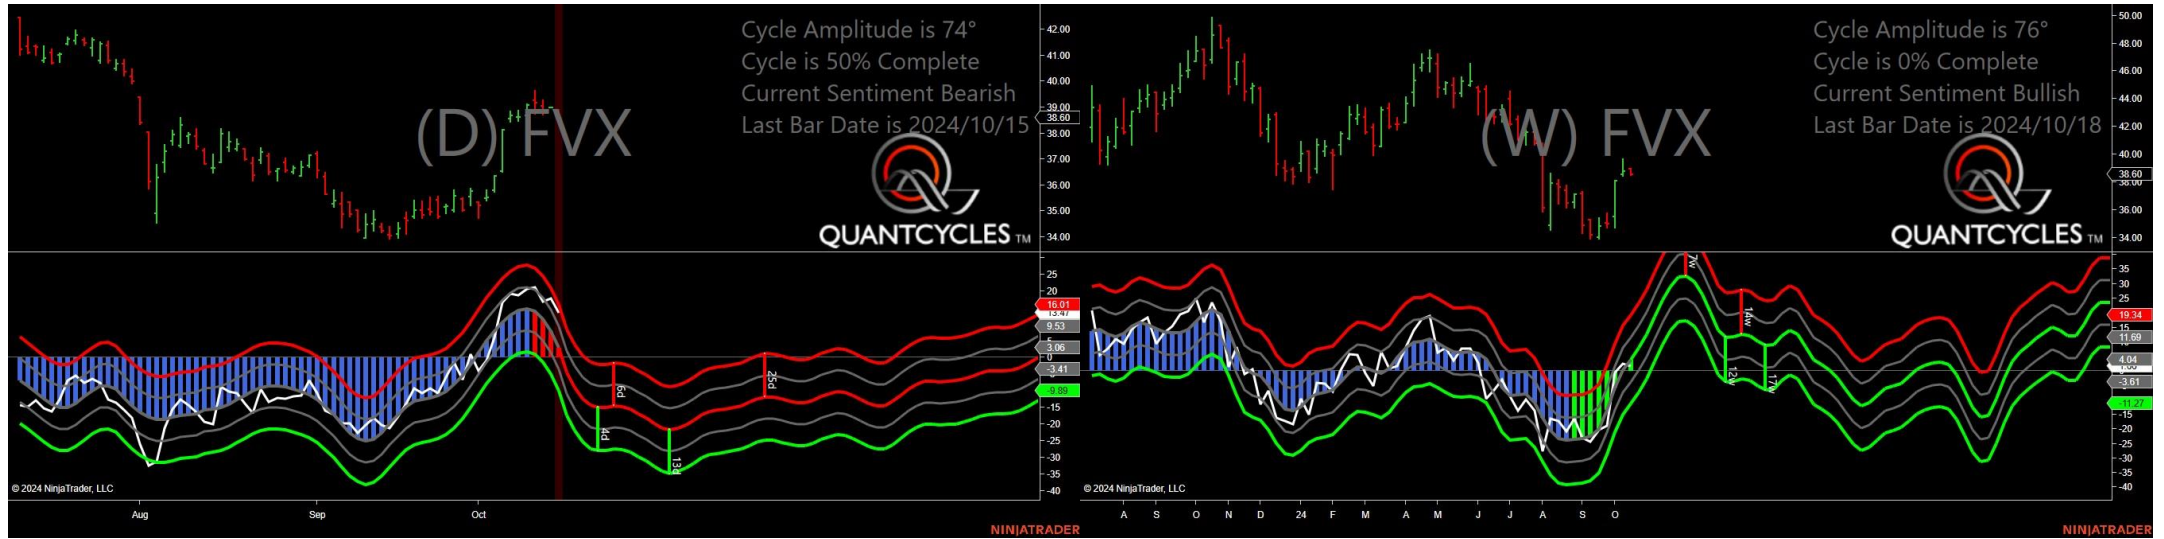 Cycle Amplitude is 74°
Cycle is 50% Complete
Current Sentiment Bearish
Last Bar Date is 2024/10/15
(D) FVX
QUANTCYCLES TM
42.00
41.00
40.00
39.00
38.60
38.00
37.00
36.00
35.00
34.00
25
20
16.01
13.47
9.53
3.06
0
-3.41
-9.89
-15
-20
-25
-30
-35
-40
6d
4d
13d
25d
© 2024 NinjaTrader, LLC
Aug
Sep
Oct
NINJATRADER
Cycle Amplitude is 76°
Cycle is 0% Complete
Current Sentiment Bullish
Last Bar Date is 2024/10/18
(W) FVX
QUANTCYCLES TM
50.00
48.00
46.00
44.00
42.00
40.00
38.60
38.00
36.00
34.00
35
30
25
19.34
15
11.69
4.04
-3.61
-11.27
-15
-20
-25
-30
-35
-40
7w
14w
12w
17w
© 2024 NinjaTrader, LLC
A S O N D 24 F M A M J J A S O
NINJATRADER